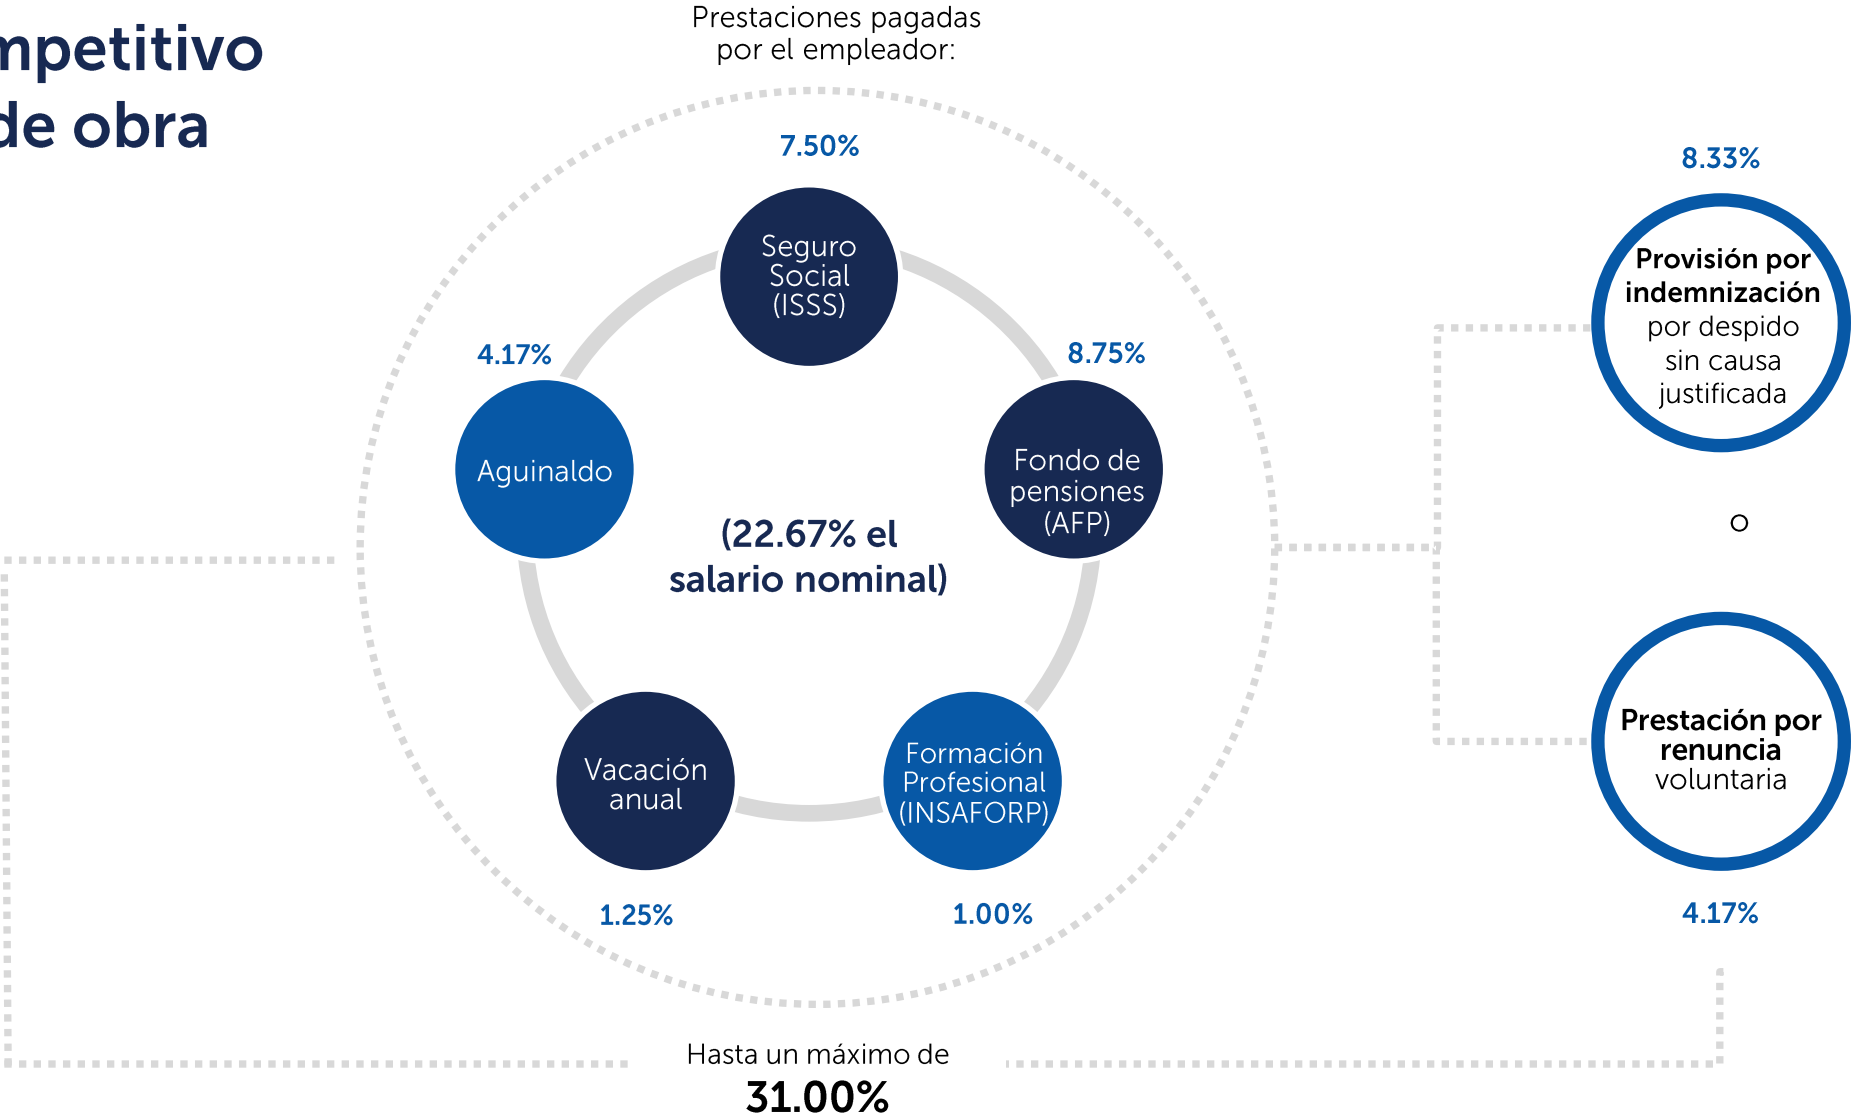 mpetitivo
de obra
Prestaciones pagadas
por el empleador:
7.50%
Seguro
Social
(ISSS)
4.17%
Aguinaldo
8.75%
Fondo de
pensiones
(AFP)
(22.67% el
salario nominal)
Vacación
anual
1.25%
Formación
Profesional
(INSAFORP)
1.00%
8.33%
Provisión por
indemnización
por despido
sin causa
justificada
O
Prestación por
renuncia
voluntaria
4.17%
Hasta un máximo de
31.00%